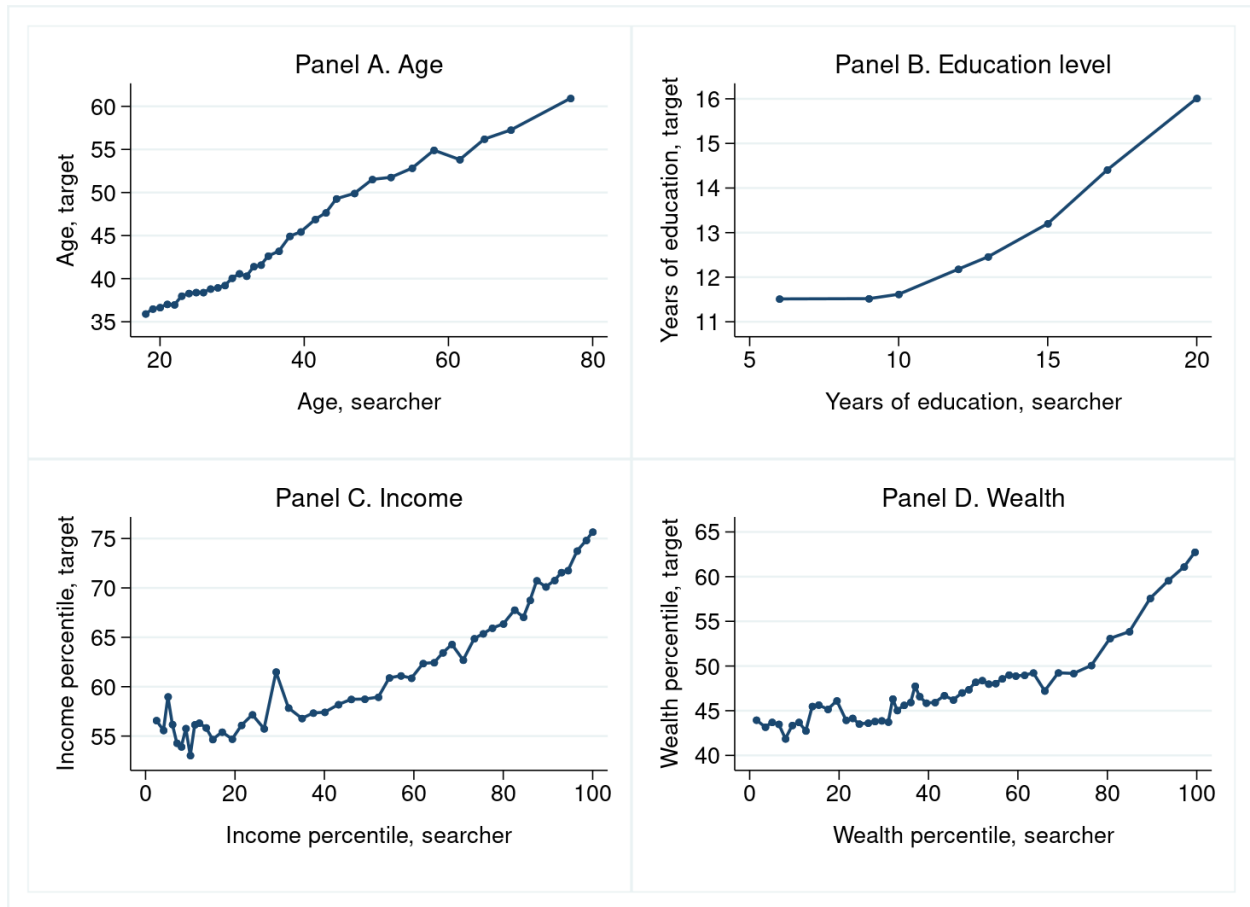 Panel A. Age
Age, target
60
55
50
45
40
35
20 40 60 80
Age, searcher
Panel B. Education level
Years of education, target
16
15
14
13
12
11
5 10 15 20
Years of education, searcher
Panel C. Income
Income percentile, target
75
70
65
60
55
0 20 40 60 80 100
Income percentile, searcher
Panel D. Wealth
Wealth percentile, target
65
60
55
50
45
40
0 20 40 60 80 100
Wealth percentile, searcher